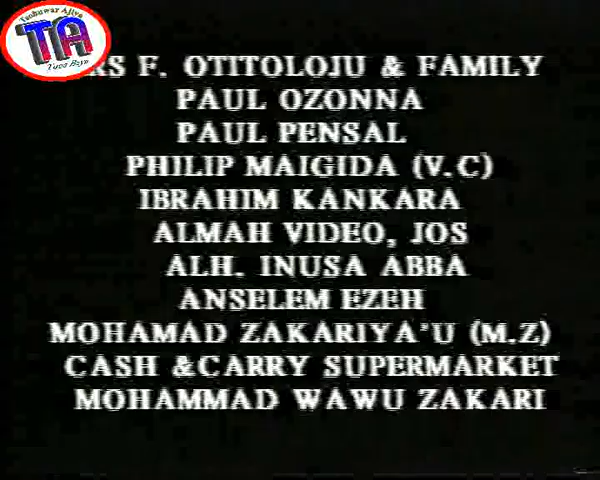 TA
RS F. OTITOLOJU & FAMILY
PAUL OZONNA
PAUL PENSAL
PHILIP MAIGIDA (V.C)
IBRAHIM KANKARA
ALMAH VIDEO, JOS
ALH. INUSA ABBA
ANSELEM EZEH
MOHAMAD ZAKARIYA'U (M.Z)
CASH &CARRY SUPERMARKET
MOHAMMAD WAWU ZAKARI